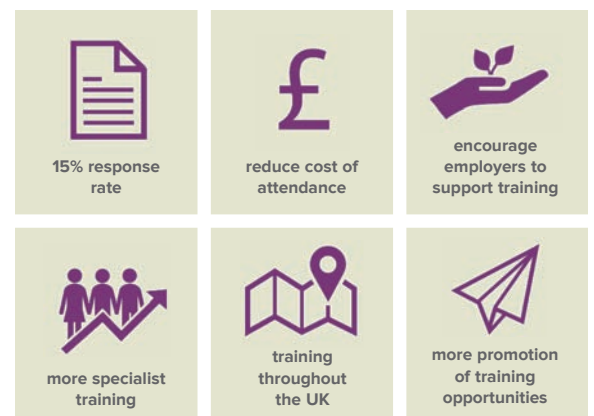 £
15% response
rate
reduce cost of
attendance
encourage
employers to
support training
more specialist
training
training
throughout
the UK
more promotion
of training
opportunities